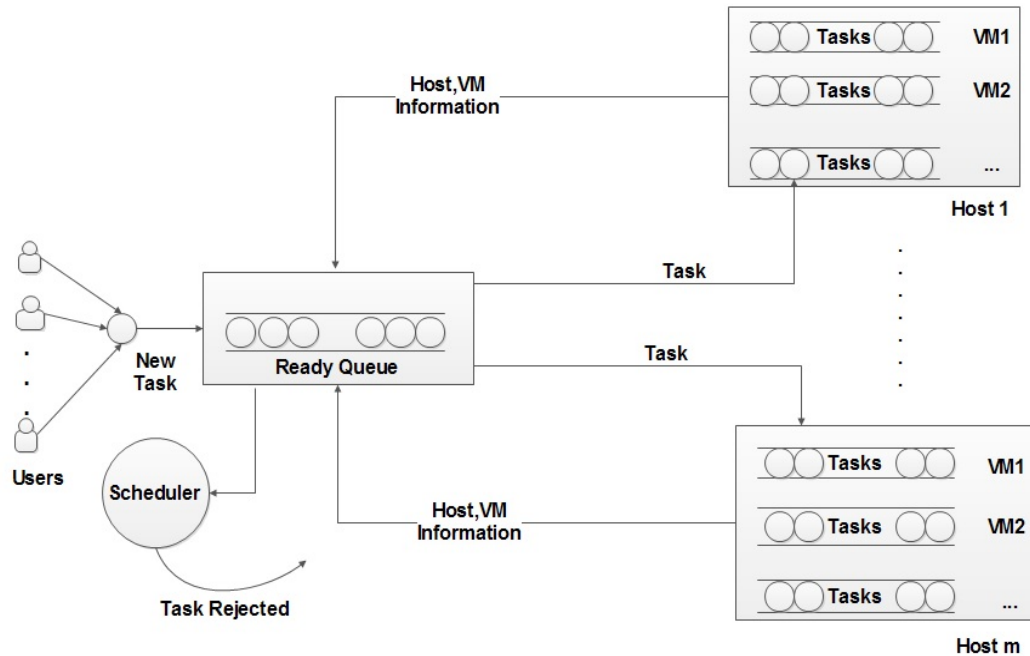 Tasks VM1
Host,VM
Information
Tasks VM2
Tasks ...
Host 1
Task
New
Task
Ready Queue
Task
Users
Scheduler
Host,VM
Information
Task Rejected
Tasks VM1
Tasks VM2
Tasks ...
Host m